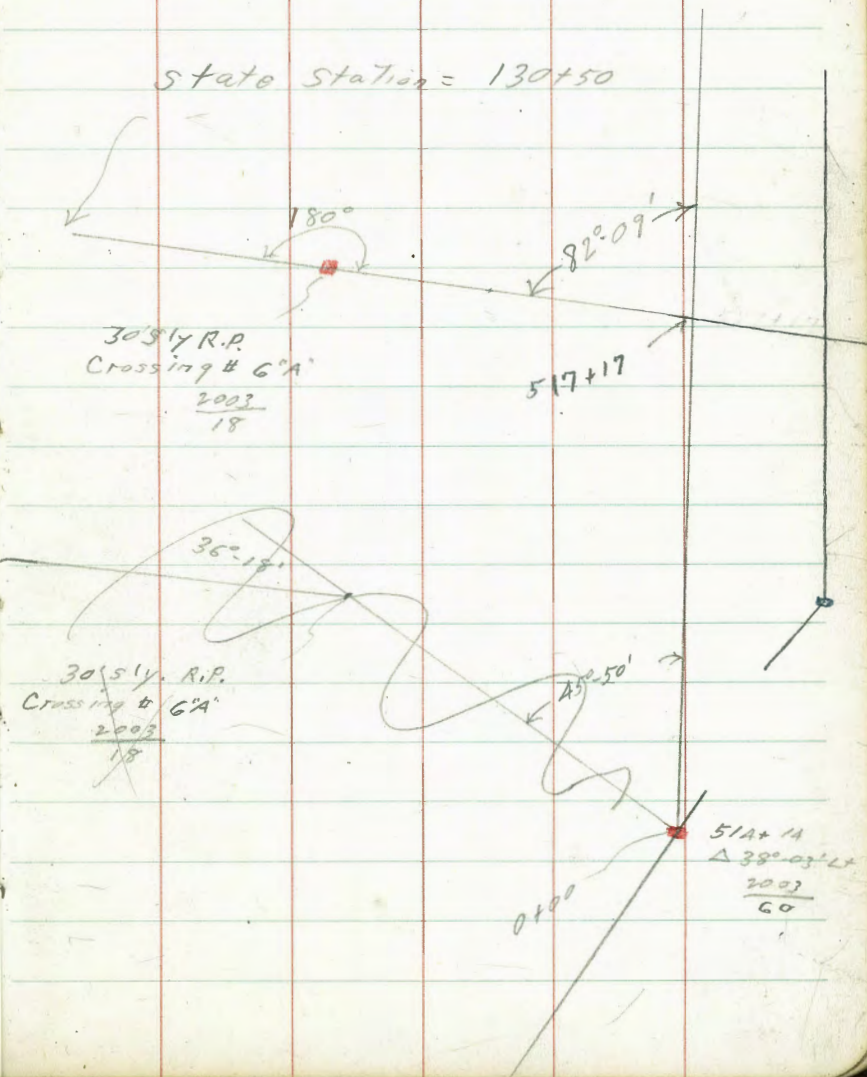 State Station = 130+50
180°
82°-09'
30' s'ly R.P.
Crossing # 6"A"
2003
18
517+17
36°-18'
30' s'ly. R.P.
Crossing # 6"A"
2003
18
45°-50'
514+14
Δ 38°-03' Lt
2003
60
0+00